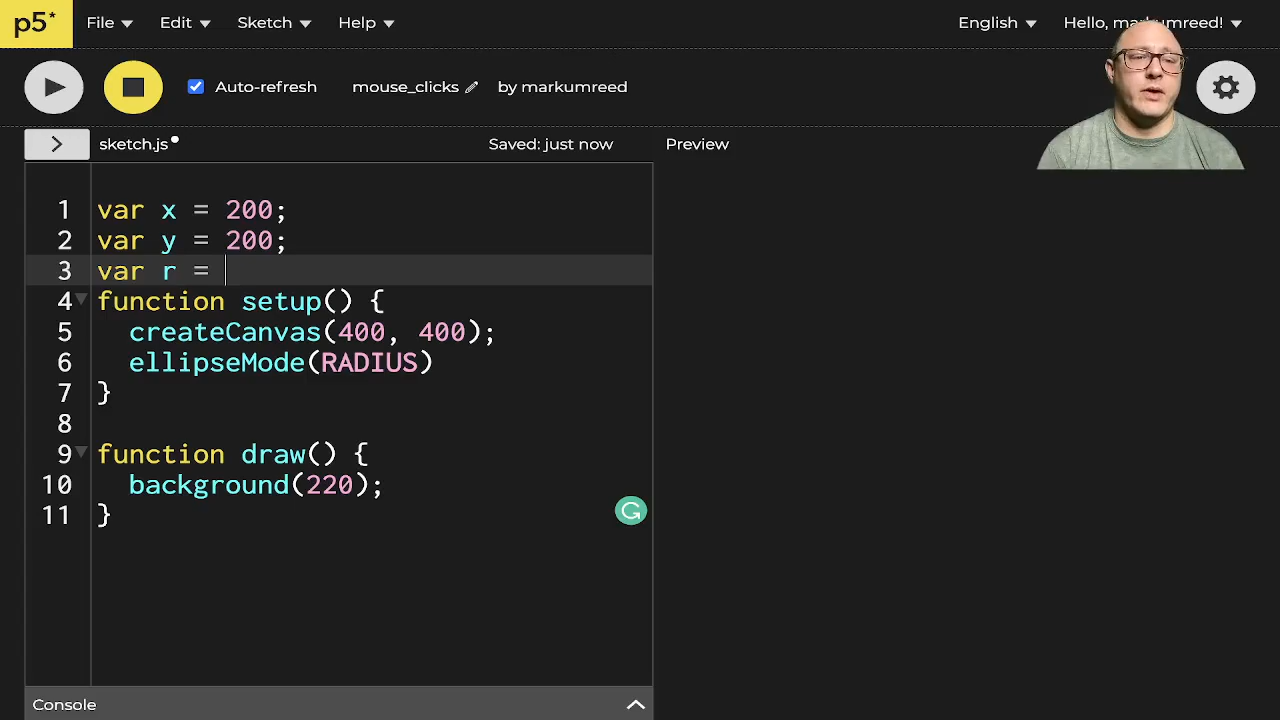 p5* File Edit Sketch Help English Hello, markumreed!
Auto-refresh mouse_clicks by markumreed
> sketch.js Saved: just now Preview
1 var x = 200;
2 var y = 200;
3 var r =
4 function setup() {
5 createCanvas(400, 400);
6 ellipseMode(RADIUS)
7 }
8
9 function draw() {
10 background(220);
11 }
Console